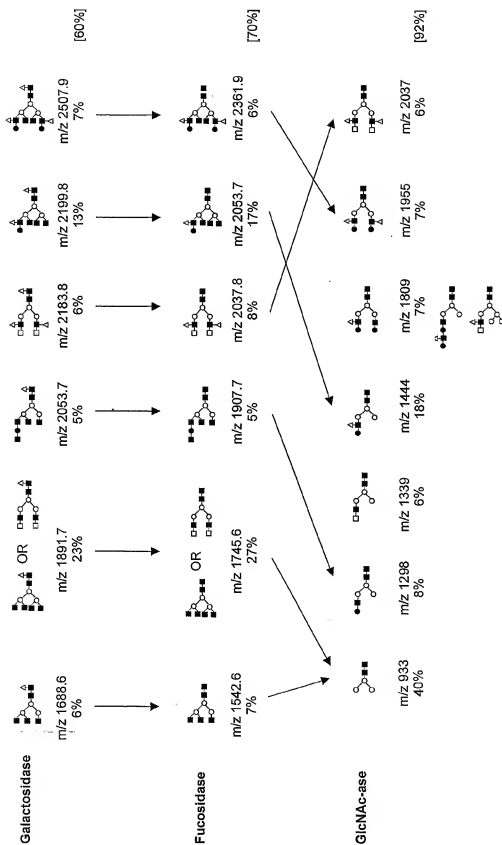 Galactosidase
m/z 1688.6
6%
OR
m/z 1891.7
23%
m/z 2053.7
5%
m/z 2183.8
6%
m/z 2199.8
13%
m/z 2507.9
7%
[60%]
Fucosidase
m/z 1542.6
7%
OR
m/z 1745.6
27%
m/z 1907.7
5%
m/z 2037.8
8%
m/z 2053.7
17%
m/z 2361.9
6%
[70%]
GlcNAc-ase
m/z 933
40%
m/z 1298
8%
m/z 1339
6%
m/z 1444
18%
m/z 1809
7%
m/z 1955
7%
m/z 2037
6%
[92%]